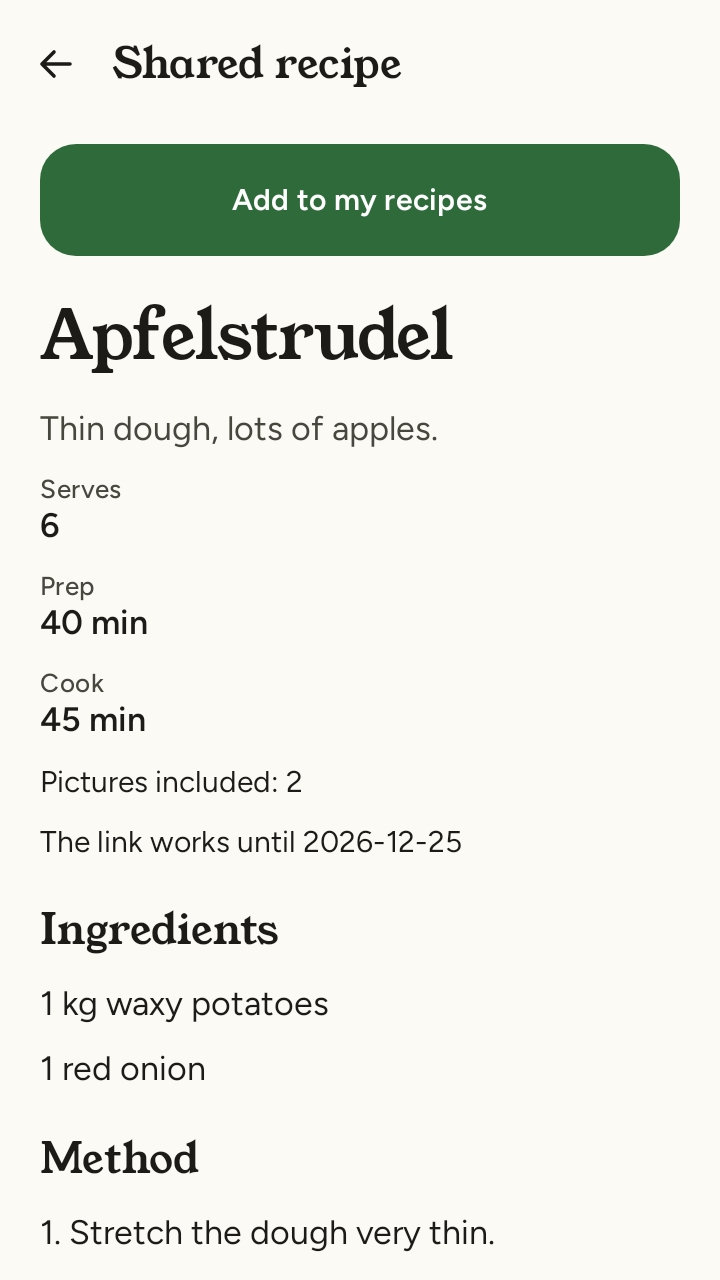 Shared recipe
Add to my recipes
Apfelstrudel
Thin dough, lots of apples.
Serves
6
Prep
40 min
Cook
45 min
Pictures included: 2
The link works until 2026-12-25
Ingredients
1 kg waxy potatoes
1 red onion
Method
1. Stretch the dough very thin.